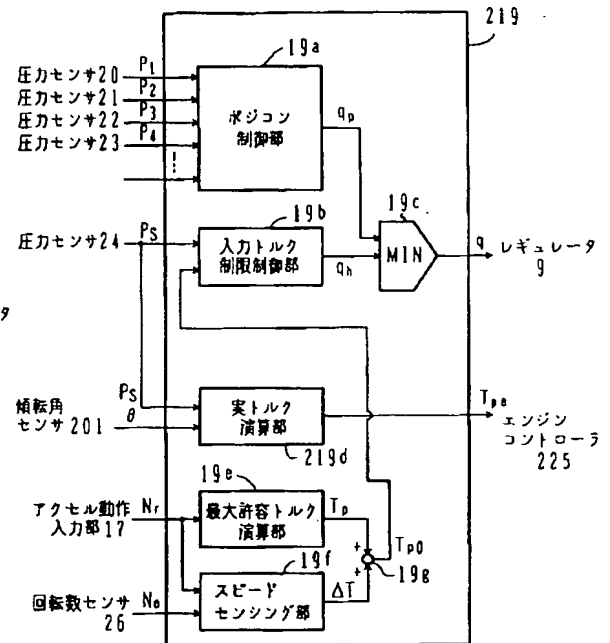 219
19a
圧力センサ20 P1
圧力センサ21 P2
圧力センサ22 P3
圧力センサ23 P4
ポジコン
制御部
qp
19b
19c
圧力センサ24 PS
入力トルク
制限制御部
qh
MIN
q レギュレータ
9
タ
傾転角
センサ201
PS
θ
実トルク
演算部
219d
Tpe
エンジン
コントローラ
225
19e
アクセル動作
入力部17
Nr
最大許容トルク
演算部
Tp
19f
+
+
Tp0
19g
回転数センサ
26
Ne
スピード
センシング部
ΔT